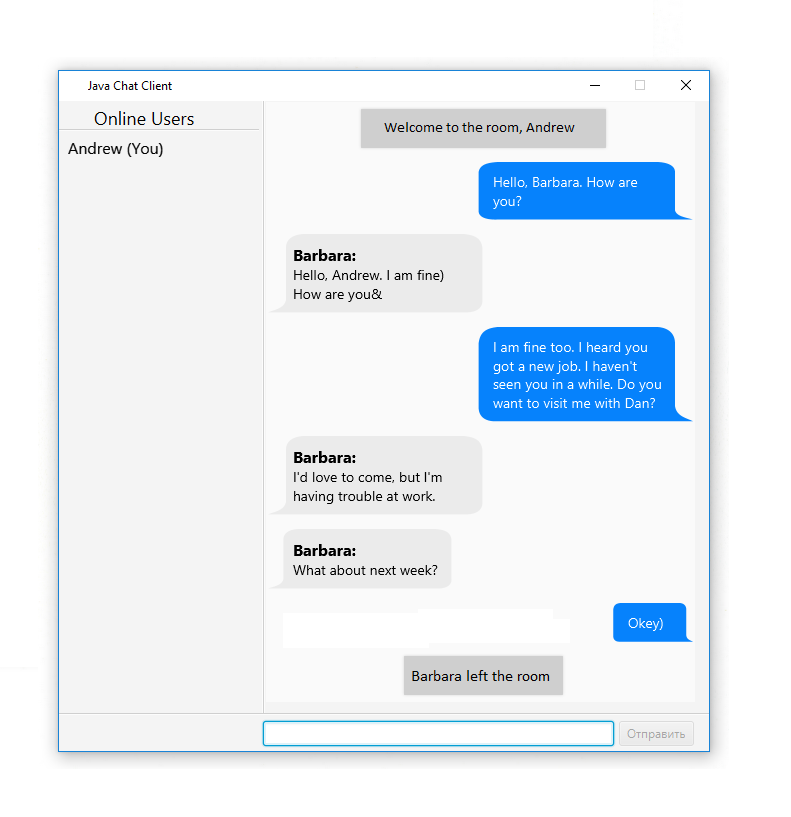 Java Chat Client
Online Users
Andrew (You)
Welcome to the room, Andrew
Hello, Barbara. How are
you?
Barbara:
Hello, Andrew. I am fine)
How are you&
I am fine too. I heard you
got a new job. I haven't
seen you in a while. Do you
want to visit me with Dan?
Barbara:
I'd love to come, but I'm
having trouble at work.
Barbara:
What about next week?
Okey)
Barbara left the room
Отправить